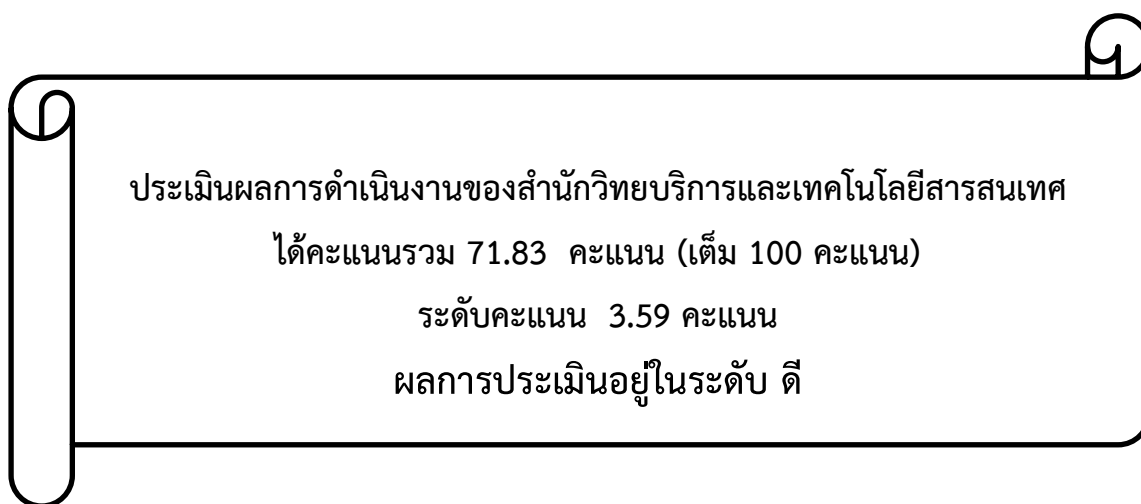 ประเมินผลการดำเนินงานของสำนักวิทยบริการและเทคโนโลยีสารสนเทศ
ได้คะแนนรวม 71.83 คะแนน (เต็ม 100 คะแนน)
ระดับคะแนน 3.59 คะแนน
ผลการประเมินอยู่ในระดับ ดี